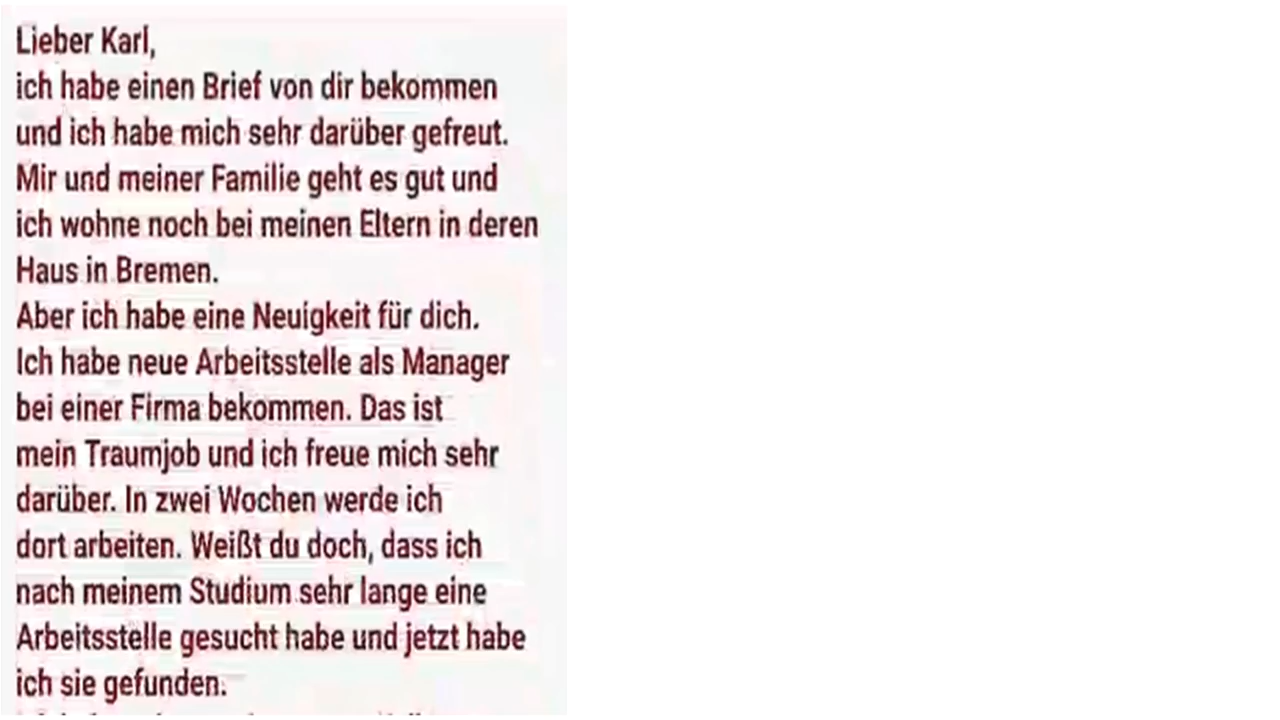 Lieber Karl,
ich habe einen Brief von dir bekommen
und ich habe mich sehr darüber gefreut.
Mir und meiner Familie geht es gut und
ich wohne noch bei meinen Eltern in deren
Haus in Bremen.
Aber ich habe eine Neuigkeit für dich.
Ich habe neue Arbeitsstelle als Manager
bei einer Firma bekommen. Das ist
mein Traumjob und ich freue mich sehr
darüber. In zwei Wochen werde ich
dort arbeiten. Weißt du doch, dass ich
nach meinem Studium sehr lange eine
Arbeitsstelle gesucht habe und jetzt habe
ich sie gefunden.